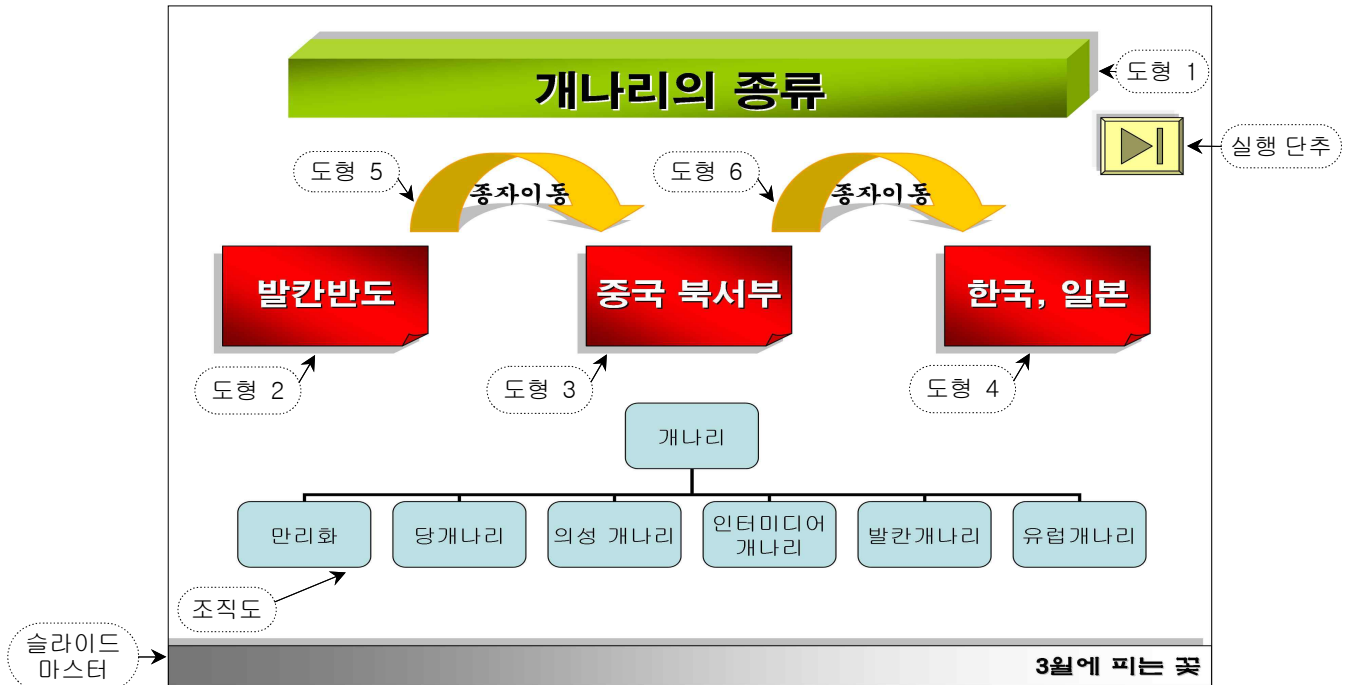 개나리의 종류
도형 1
실행 단추
도형 5
종자이동
도형 6
종자이동
발칸반도
중국 북서부
한국, 일본
도형 2
도형 3
도형 4
개나리
만리화
당개나리
의성 개나리
인터미디어
개나리
발칸개나리
유럽개나리
조직도
슬라이드
마스터
3월에 피는 꽃